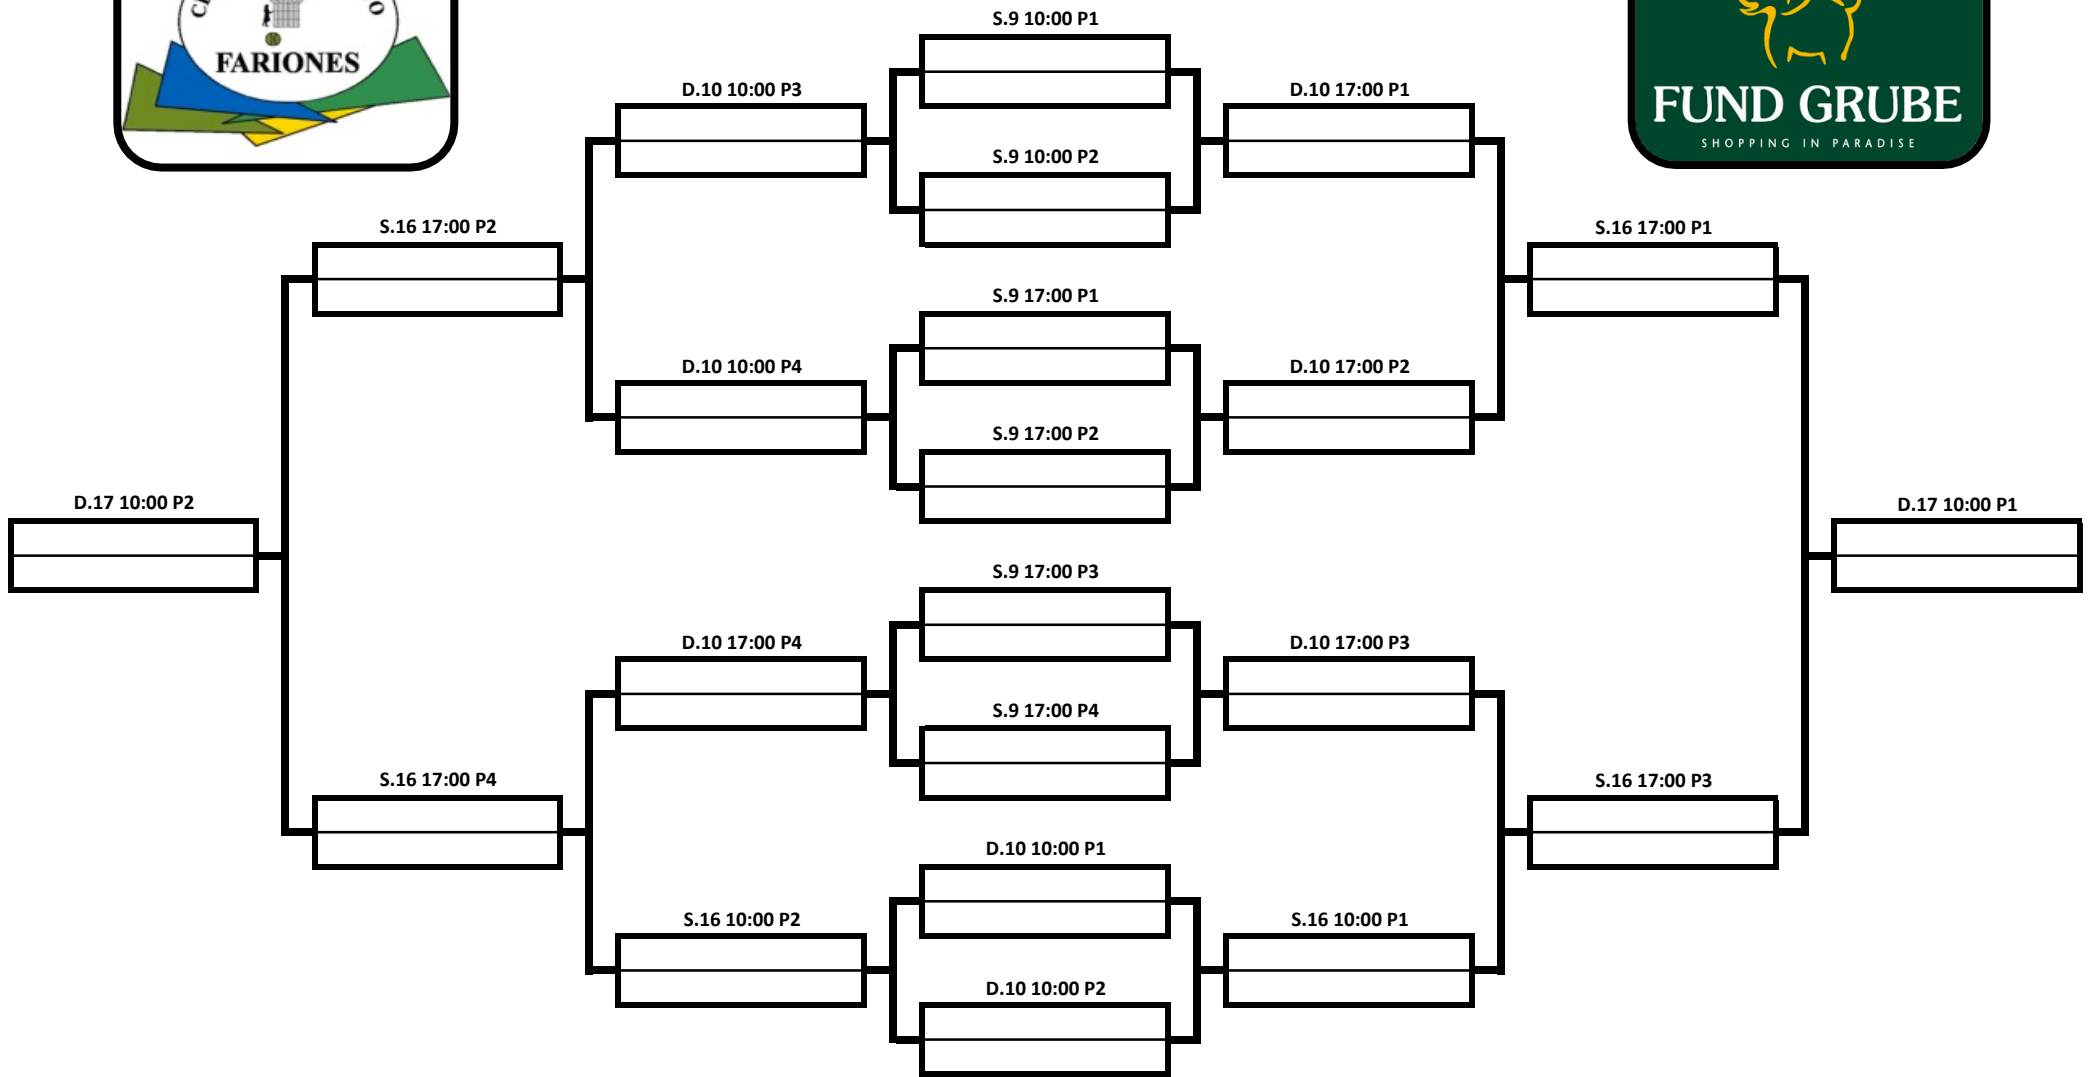 FARIONES
FUND GRUBE
SHOPPING IN PARADISE
S.9 10:00 P1
D.10 10:00 P3
D.10 17:00 P1
S.9 10:00 P2
S.16 17:00 P2
S.16 17:00 P1
S.9 17:00 P1
D.10 10:00 P4
D.10 17:00 P2
S.9 17:00 P2
D.17 10:00 P2
D.17 10:00 P1
S.9 17:00 P3
D.10 17:00 P4
D.10 17:00 P3
S.9 17:00 P4
S.16 17:00 P4
S.16 17:00 P3
D.10 10:00 P1
S.16 10:00 P2
S.16 10:00 P1
D.10 10:00 P2